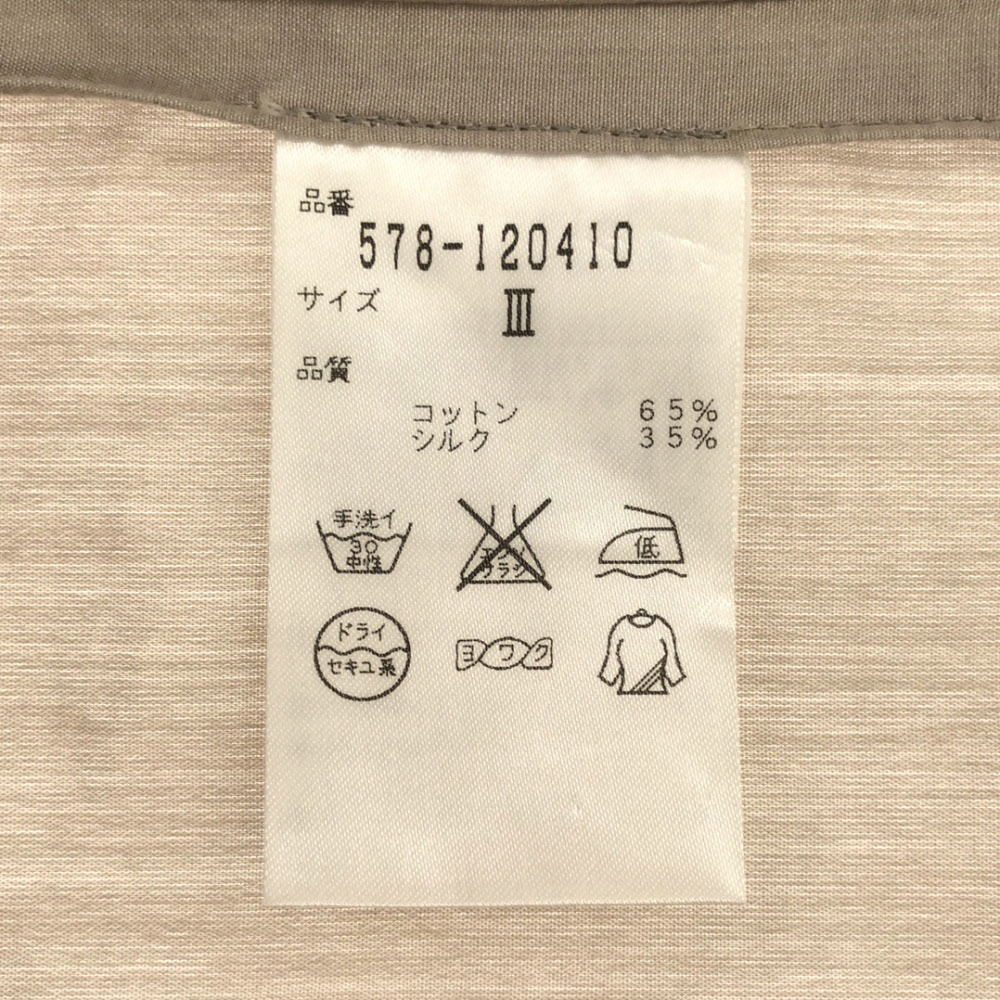 品番
578-120410
サイズ
III
品質
コットン 65%
シルク 35%
手洗イ
30
中性
エンソ
サラシ
低
ドライ
セキユ系
ヨワク